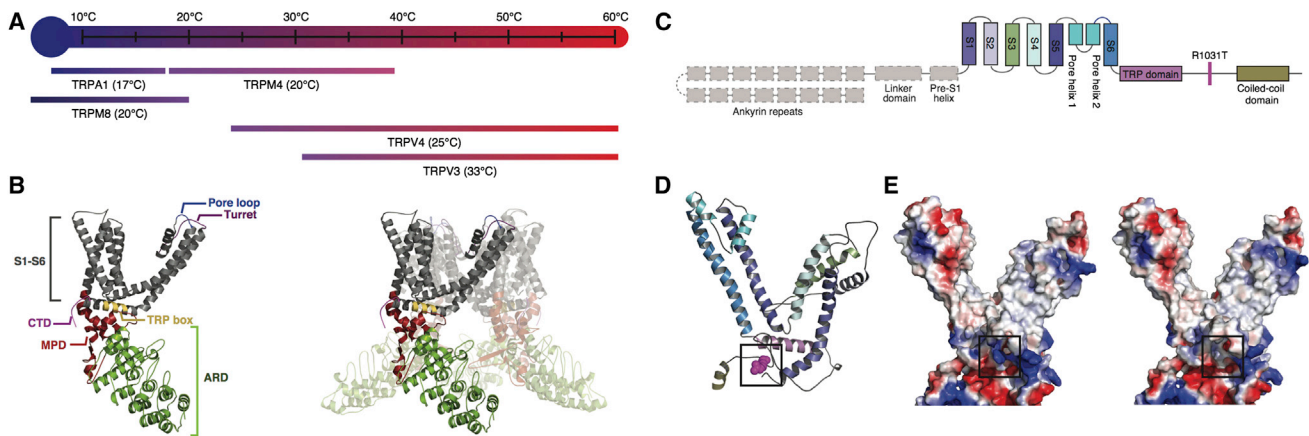 A
10°C 20°C 30°C 40°C 60°C
TRPA1 (17°C) TRPM4 (20°C)
TRPM8 (20°C)
TRPV4 (25°C)
TRPV3 (33°C)
B
Pore loop
Turret
S1-S6
CTD
TRP box
MPD
ARD
C
S1 S2 S3 S4 S5 S6
Pore helix 1
Pore helix 2
R1031T
TRP domain
Ankyrin repeats
Linker
domain
Pre-S1
helix
Coiled-coil
domain
D
E